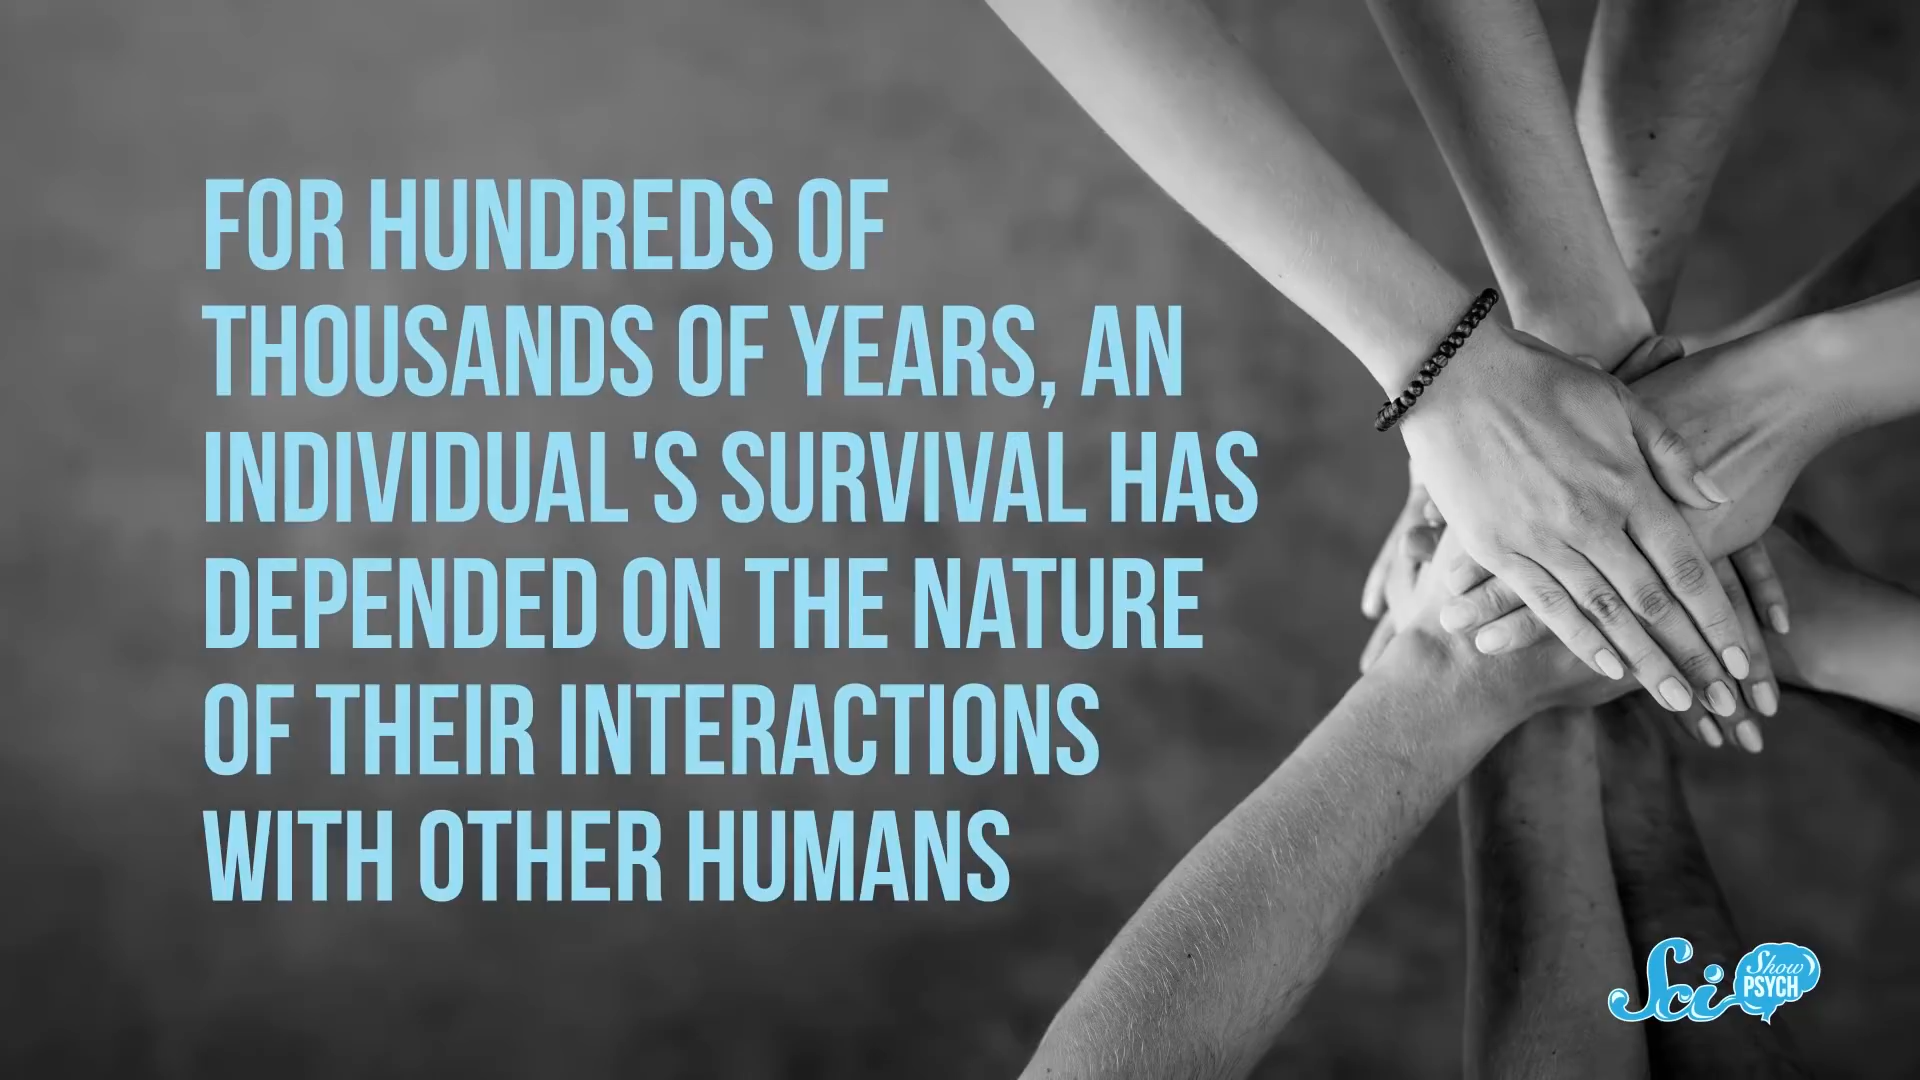 FOR HUNDREDS OF
THOUSANDS OF YEARS, AN
INDIVIDUAL'S SURVIVAL HAS
DEPENDED ON THE NATURE
OF THEIR INTERACTIONS
WITH OTHER HUMANS
Sci Show
PSYCH